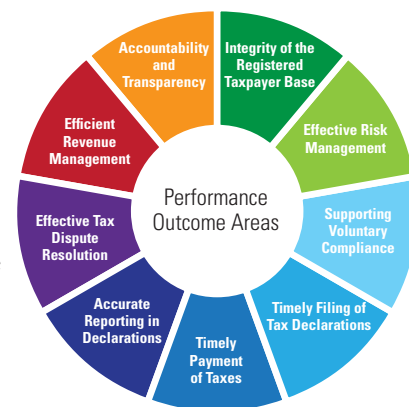 Performance
Outcome Areas
Integrity of the
Registered
Taxpayer Base
Effective Risk
Management
Supporting
Voluntary
Compliance
Timely Filing of
Tax Declarations
Timely
Payment
of Taxes
Accurate
Reporting in
Declarations
Effective Tax
Dispute
Resolution
Efficient
Revenue
Management
Accountability
and
Transparency